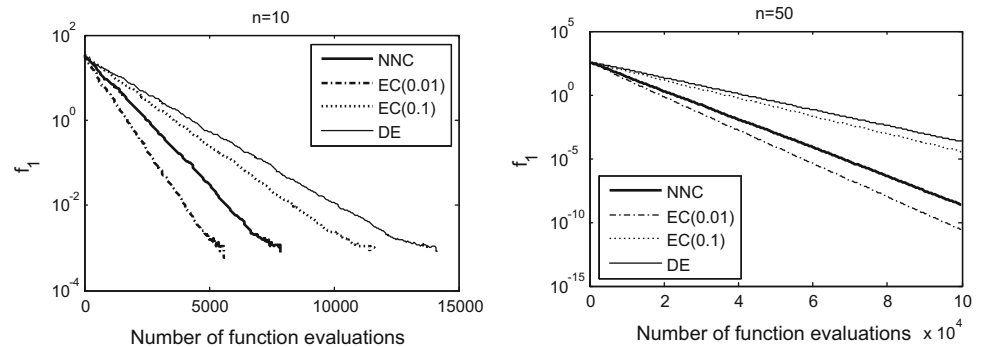 n=10
10^2
10^0
10^-2
10^-4
f_1
NNC
EC(0.01)
EC(0.1)
DE
0
5000
10000
15000
Number of function evaluations
n=50
10^5
10^0
10^-5
10^-10
10^-15
f_1
NNC
EC(0.01)
EC(0.1)
DE
0
2
4
6
8
10
Number of function evaluations x 10^4